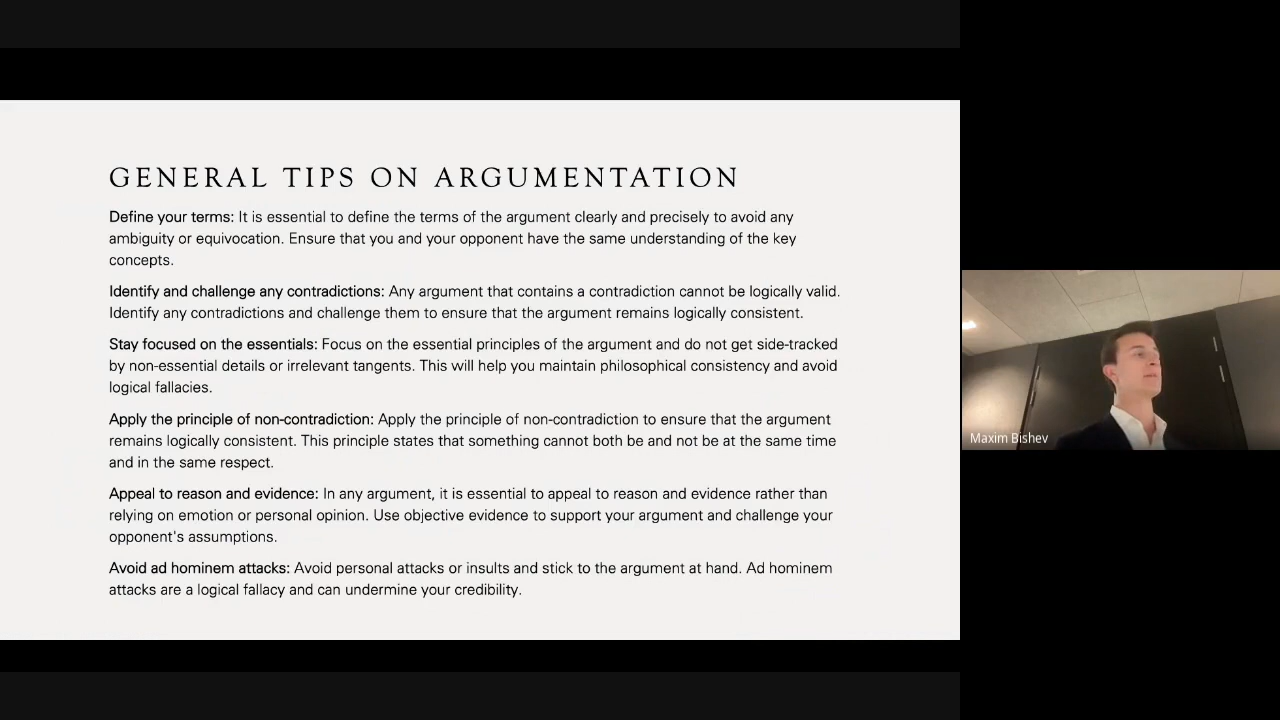 GENERAL TIPS ON ARGUMENTATION
Define your terms: It is essential to define the terms of the argument clearly and precisely to avoid any
ambiguity or equivocation. Ensure that you and your opponent have the same understanding of the key
concepts.
Identify and challenge any contradictions: Any argument that contains a contradiction cannot be logically valid.
Identify any contradictions and challenge them to ensure that the argument remains logically consistent.
Stay focused on the essentials: Focus on the essential principles of the argument and do not get side-tracked
by non-essential details or irrelevant tangents. This will help you maintain philosophical consistency and avoid
logical fallacies.
Apply the principle of non-contradiction: Apply the principle of non-contradiction to ensure that the argument
remains logically consistent. This principle states that something cannot both be and not be at the same time
and in the same respect.
Appeal to reason and evidence: In any argument, it is essential to appeal to reason and evidence rather than
relying on emotion or personal opinion. Use objective evidence to support your argument and challenge your
opponent's assumptions.
Avoid ad hominem attacks: Avoid personal attacks or insults and stick to the argument at hand. Ad hominem
attacks are a logical fallacy and can undermine your credibility.
Maxim Bishev